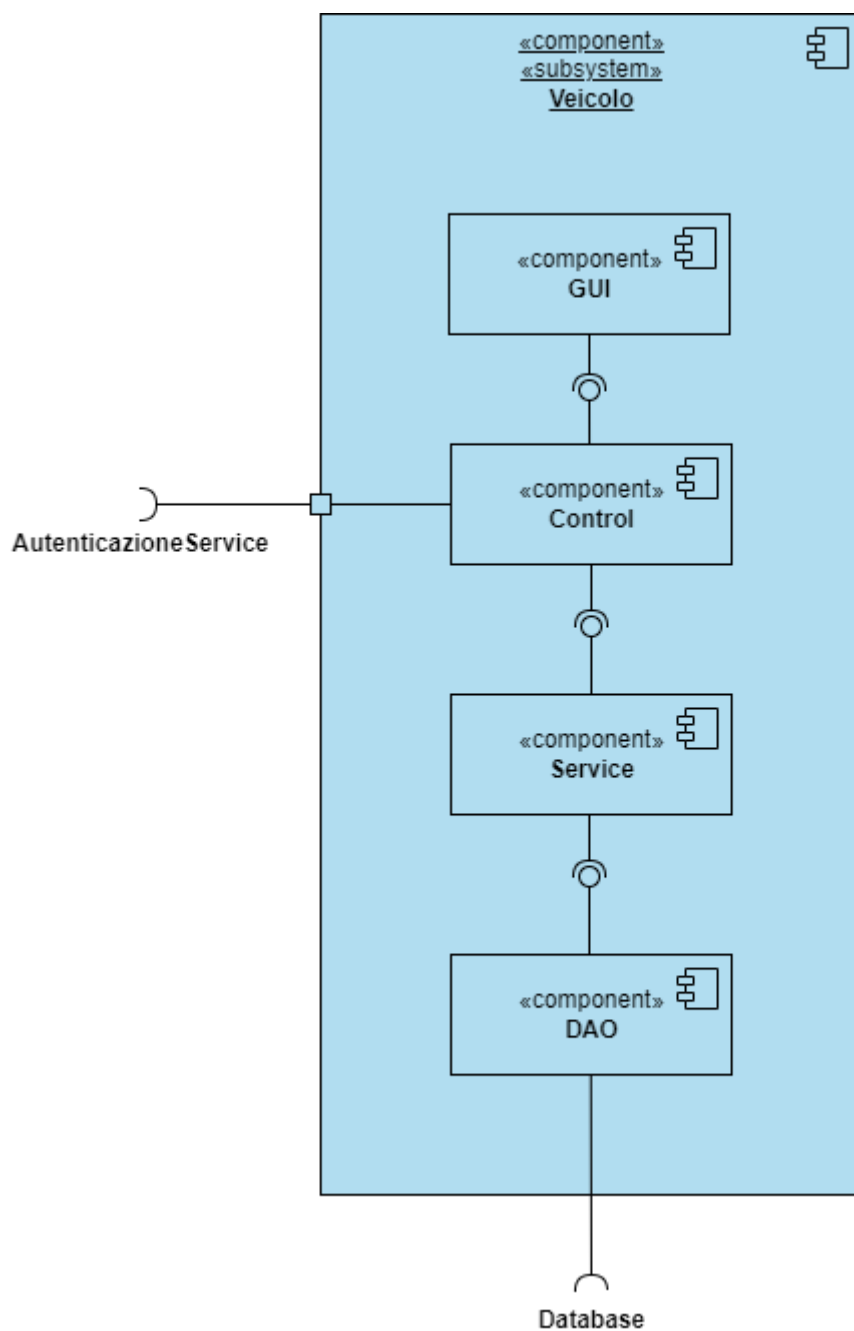 «component»
«subsystem»
Veicolo
«component»
GUI
«component»
Control
AutenticazioneService
«component»
Service
«component»
DAO
Database